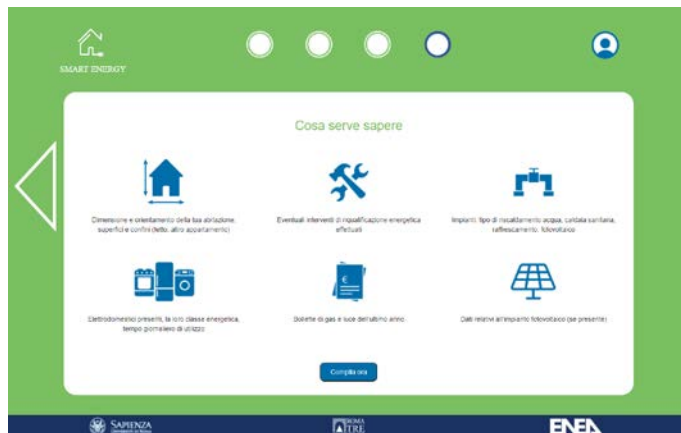 SMART ENERGY
Cosa serve sapere
Dimensione e orientamento della tua abitazione,
superfici e confini (tetto, altro appartamento)
Eventuali interventi di riqualificazione energetica
effettuati
Impianti: tipo di riscaldamento acqua, caldaia sanitaria,
raffrescamento, fotovoltaico
Elettrodomestici presenti, la loro classe energetica,
tempo giornaliero di utilizzo
€
Bollette di gas e luce dell'ultimo anno
Dati relativi all'impianto fotovoltaico (se presente)
Compila ora
SAPIENZA
UNIVERSITÀ DI ROMA
ROMA
TRE
ENEA